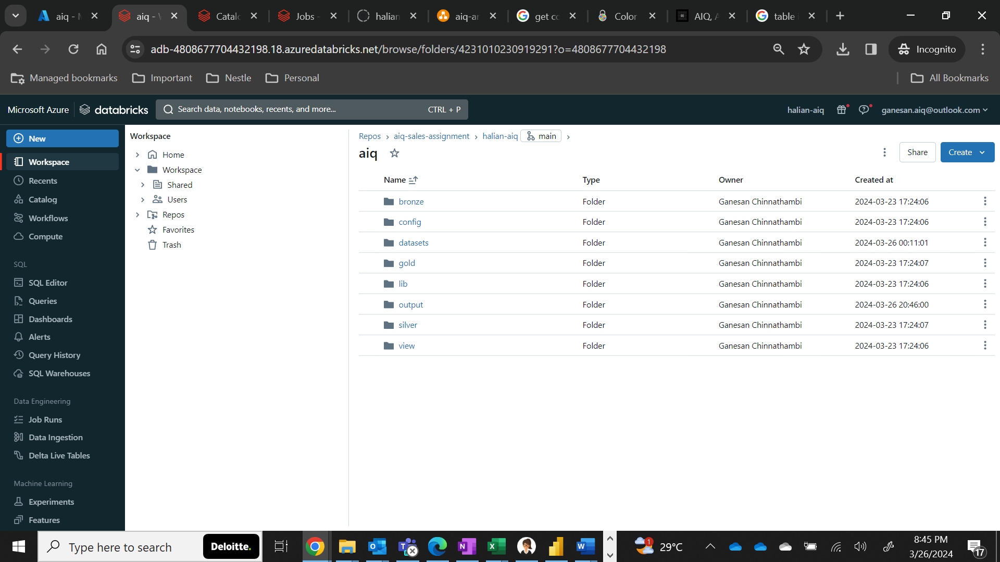 aiq - M
aiq - V
Catalo
Jobs -
halian
aiq-ar
get co
Color
AIQ, A
table i
adb-4808677704432198.18.azuredatabricks.net/browse/folders/4231010230919291?o=4808677704432198
Incognito
Managed bookmarks
Important
Nestle
Personal
All Bookmarks
Microsoft Azure
databricks
Search data, notebooks, recents, and more...
CTRL + P
halian-aiq
ganesan.aiq@outlook.com
New
Workspace
Recents
Catalog
Workflows
Compute
SQL
SQL Editor
Queries
Dashboards
Alerts
Query History
SQL Warehouses
Data Engineering
Job Runs
Data Ingestion
Delta Live Tables
Machine Learning
Experiments
Features
Workspace
Home
Workspace
Shared
Users
Repos
Favorites
Trash
Repos › aiq-sales-assignment › halian-aiq main ›
aiq
Share
Create
Name Type Owner Created at
bronze Folder Ganesan Chinnathambi 2024-03-23 17:24:06
config Folder Ganesan Chinnathambi 2024-03-23 17:24:06
datasets Folder Ganesan Chinnathambi 2024-03-26 00:11:01
gold Folder Ganesan Chinnathambi 2024-03-23 17:24:07
lib Folder Ganesan Chinnathambi 2024-03-23 17:24:06
output Folder Ganesan Chinnathambi 2024-03-26 20:46:00
silver Folder Ganesan Chinnathambi 2024-03-23 17:24:07
view Folder Ganesan Chinnathambi 2024-03-23 17:24:06
Type here to search
Deloitte.
1
29°C
8:45 PM
3/26/2024
17